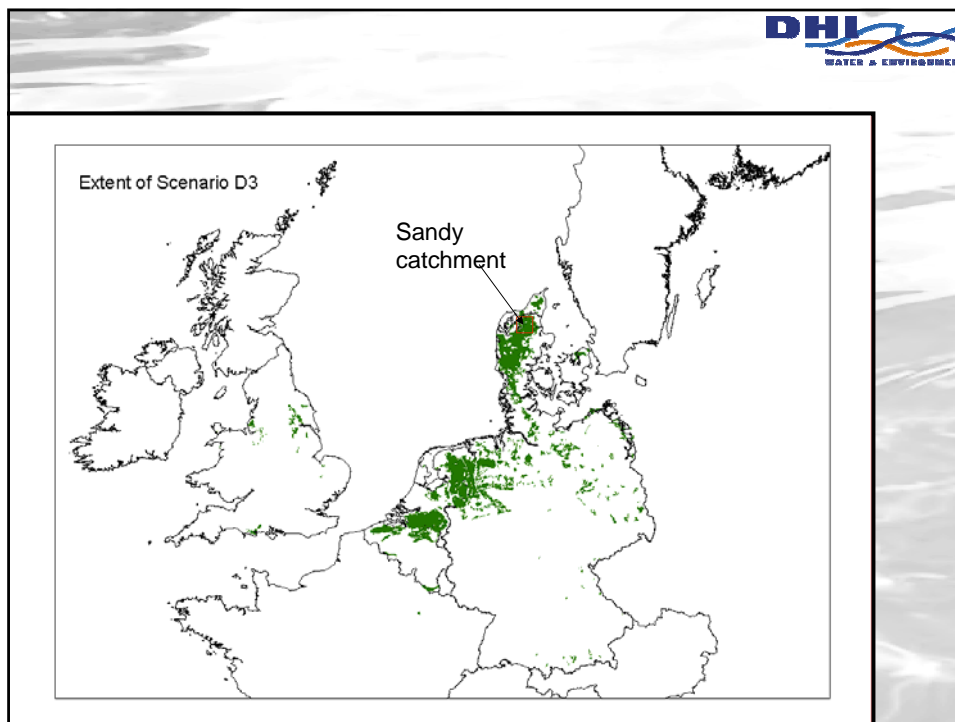 DHI
WATER & ENVIRONMENT
Extent of Scenario D3
Sandy
catchment